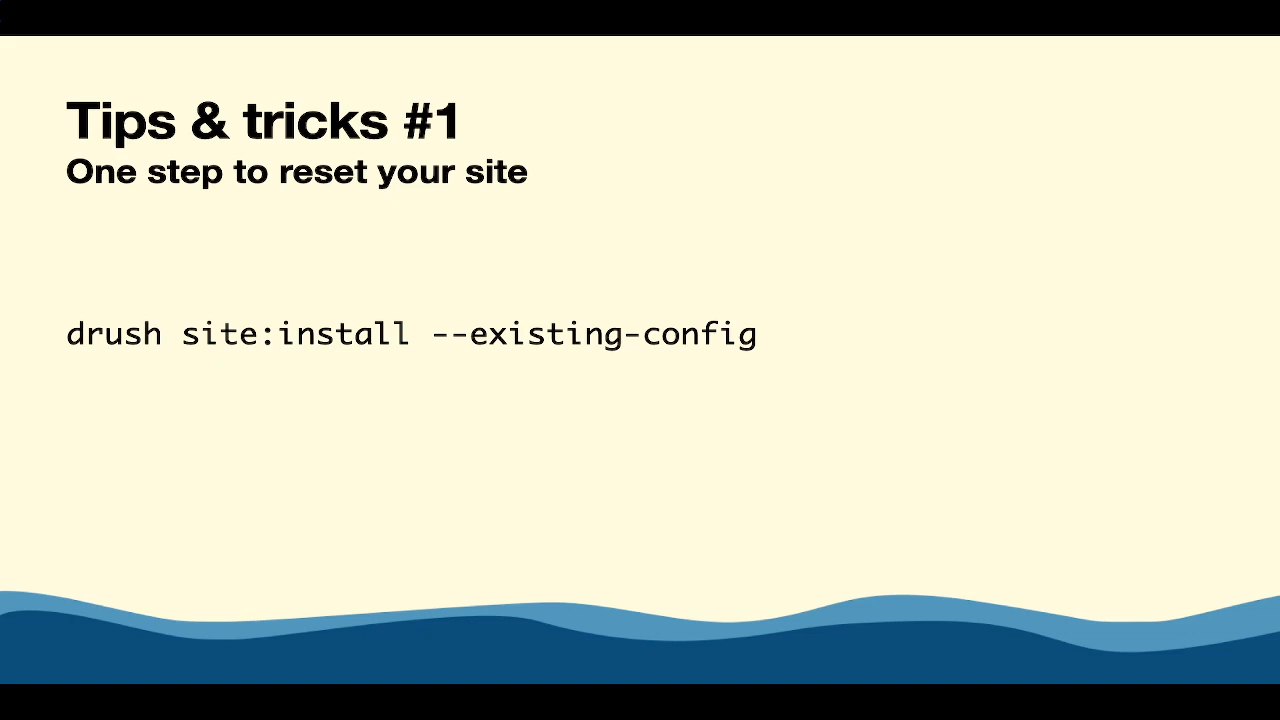 Tips & tricks #1
One step to reset your site
drush site:install --existing-config